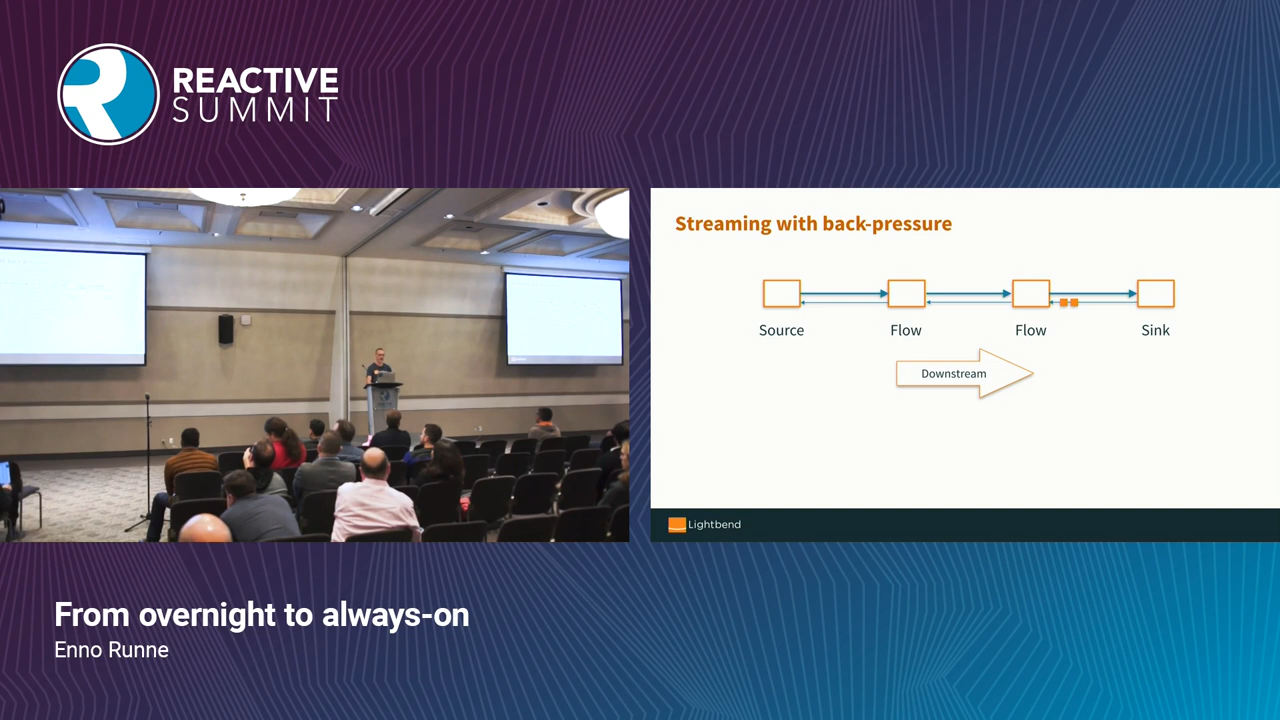 REACTIVE
SUMMIT
Streaming with back-pressure
Source
Flow
Flow
Sink
Downstream
Lightbend
From overnight to always-on
Enno Runne